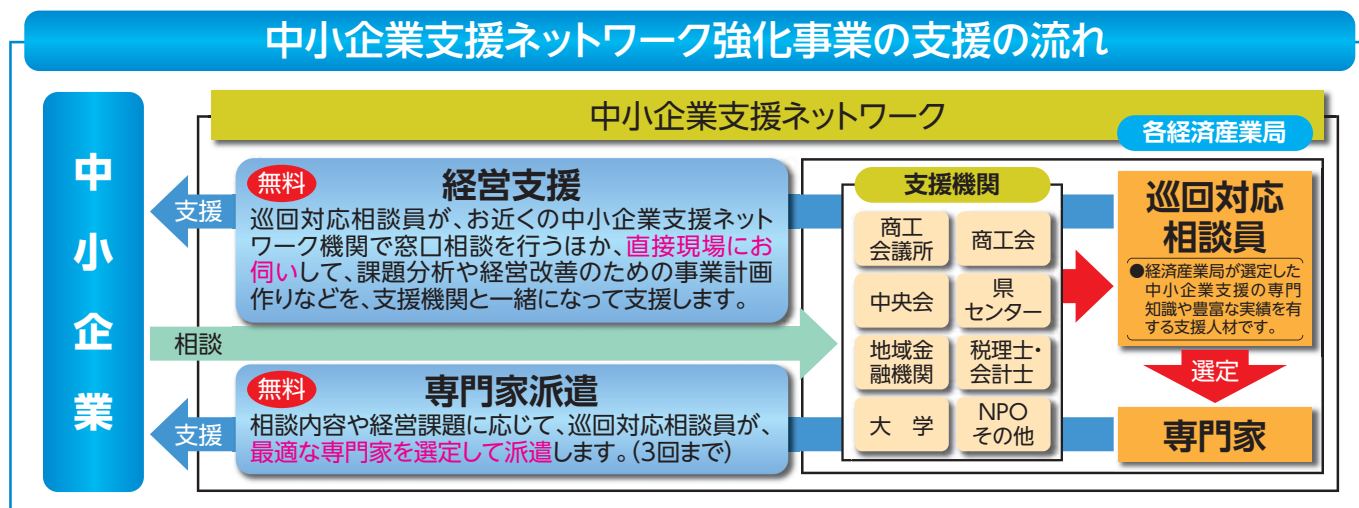 中小企業支援ネットワーク強化事業の支援の流れ
中小企業
中小企業支援ネットワーク
各経済産業局
支援
無料
経営支援
巡回対応相談員が、お近くの中小企業支援ネット
ワーク機関で窓口相談を行うほか、直接現場にお
伺いして、課題分析や経営改善のための事業計画
作りなどを、支援機関と一緒になって支援します。
相談
支援
無料
専門家派遣
相談内容や経営課題に応じて、巡回対応相談員が、
最適な専門家を選定して派遣します。(3回まで)
支援機関
商工
会議所
商工会
中央会
県
センター
地域金
融機関
税理士・
会計士
大 学
NPO
その他
巡回対応
相談員
●経済産業局が選定した
中小企業支援の専門
知識や豊富な実績を有
する支援人材です。
選定
専門家